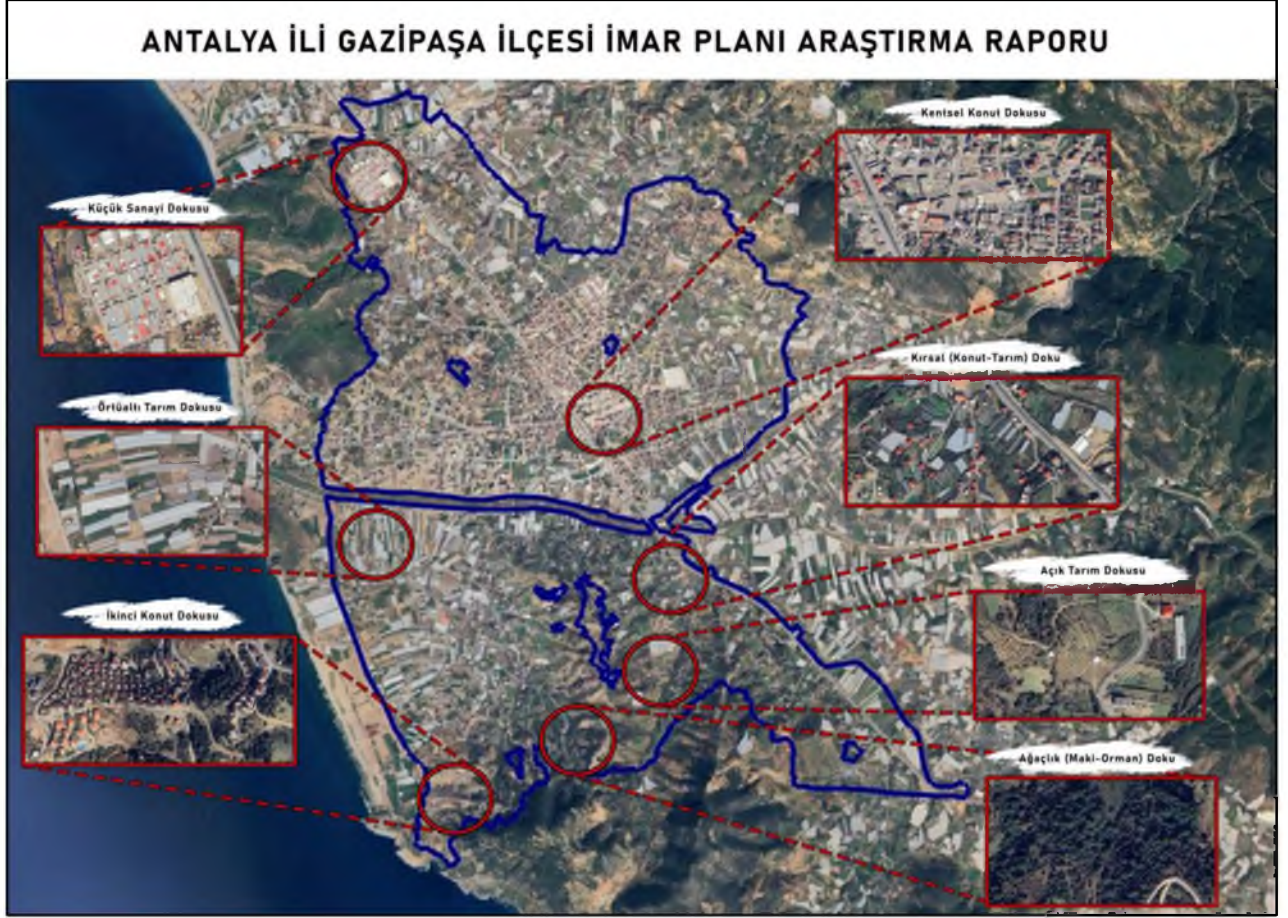 ANTALYA İLİ GAZİPAŞA İLÇESİ İMAR PLANI ARAŞTIRMA RAPORU
Kentsel Konut Dokusu
Küçük Sanayi Dokusu
Kırsal (Konut-Tarım) Doku
Örtüaltı Tarım Dokusu
Açık Tarım Dokusu
İkinci Konut Dokusu
Ağaçlık (Maki-Orman) Doku